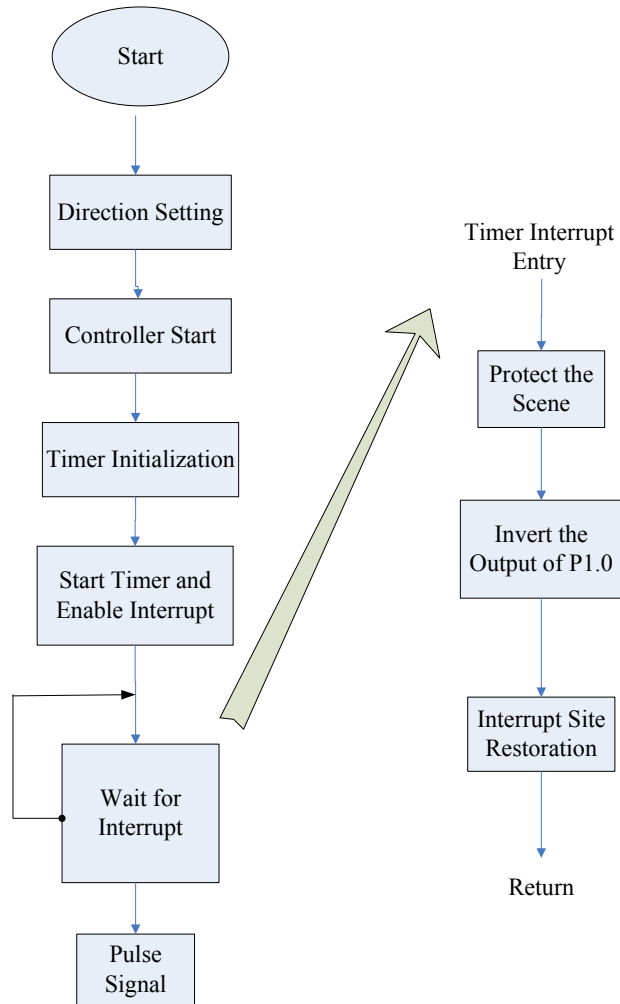 Start
Direction Setting
Controller Start
Timer Initialization
Start Timer and
Enable Interrupt
Wait for
Interrupt
Pulse
Signal
Timer Interrupt
Entry
Protect the
Scene
Invert the
Output of P1.0
Interrupt Site
Restoration
Return